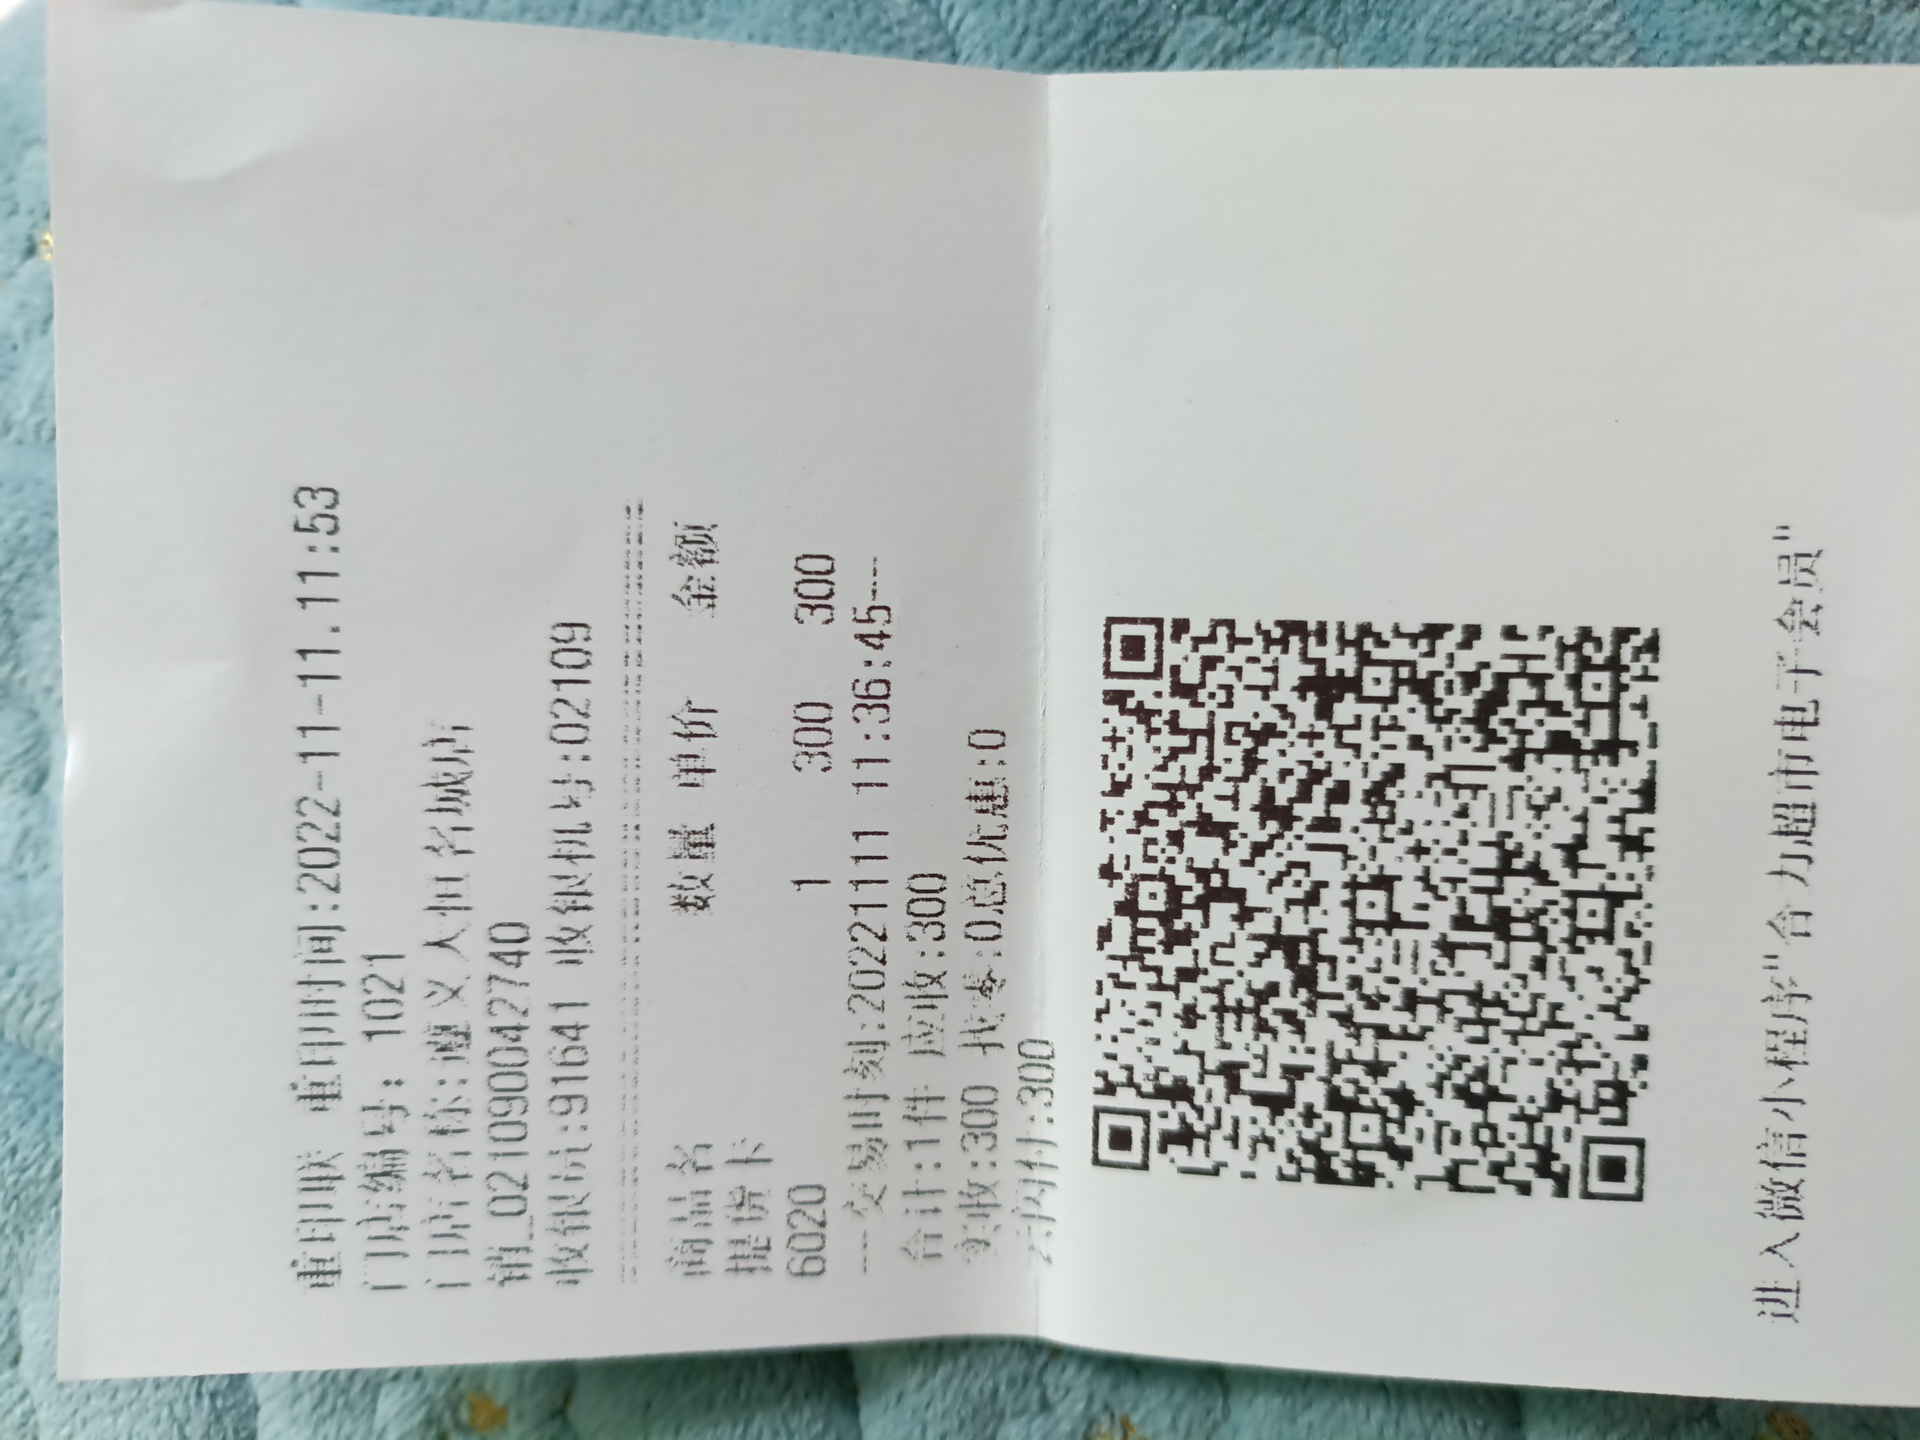 重印联 重印时间:2022-11-11.11:53
门店编号: 1021
门店名称:遵义大恒名城店
销_021090042740
收银员:91641 收银机号:02109
商品名 数量 单价 金额
提货卡
6020 1 300 300
---交易时刻:20221111 11:36:45---
合计:1件 应收:300
实收:300 找零:0总优惠:0
云闪付:300
进入微信小程序"合力超市电子会员"